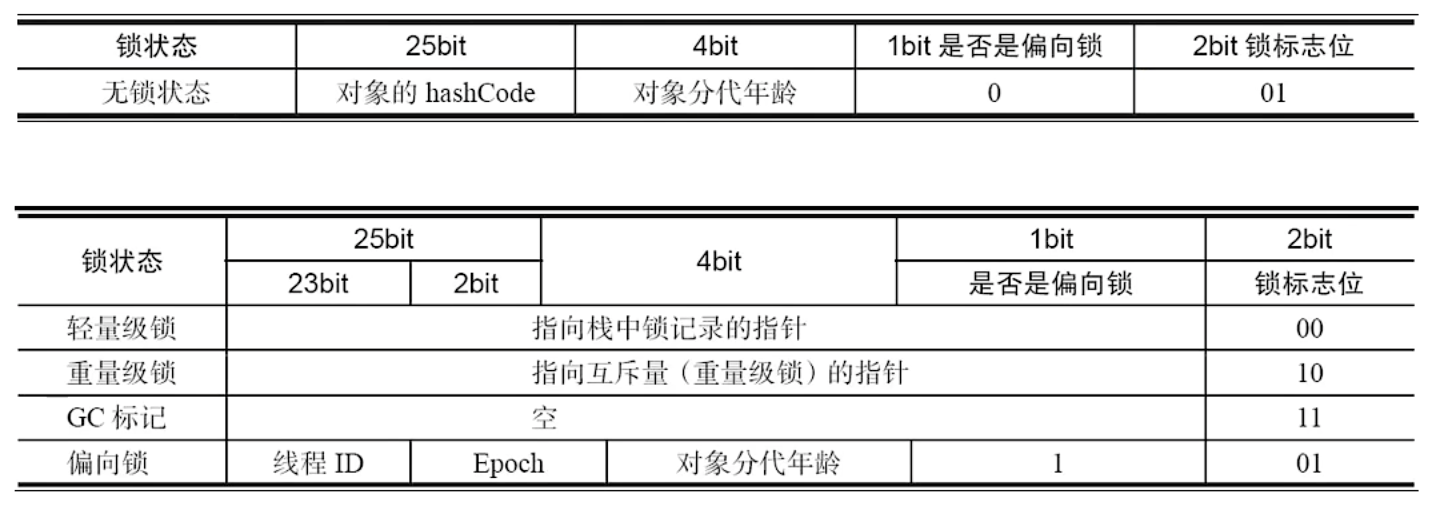 锁状态 25bit 4bit 1bit 是否是偏向锁 2bit 锁标志位
无锁状态 对象的 hashCode 对象分代年龄 0 01
锁状态 25bit 4bit 1bit 2bit
23bit 2bit 是否是偏向锁 锁标志位
轻量级锁 指向栈中锁记录的指针 00
重量级锁 指向互斥量（重量级锁）的指针 10
GC 标记 空 11
偏向锁 线程 ID Epoch 对象分代年龄 1 01